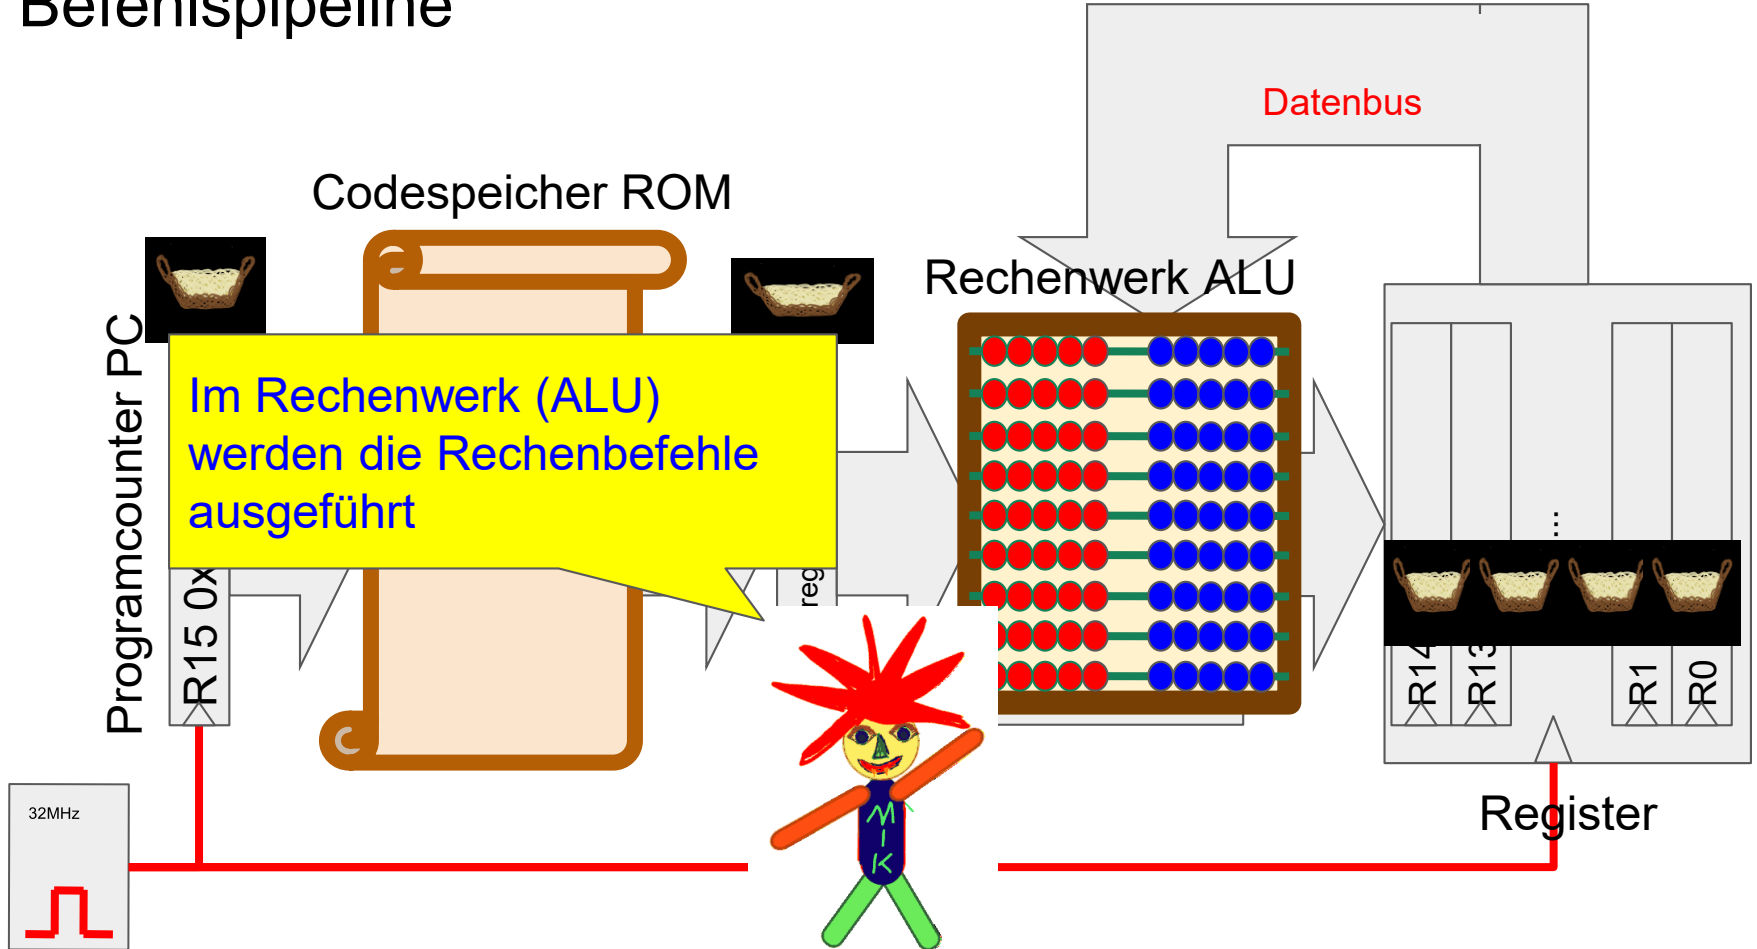 Befehlspipeline
Datenbus
Codespeicher ROM
Rechenwerk ALU
Programcounter PC
Im Rechenwerk (ALU)
werden die Rechenbefehle
ausgeführt
...
R15 0x
reg
R14
R13
R1
R0
32MHz
Register
MIK